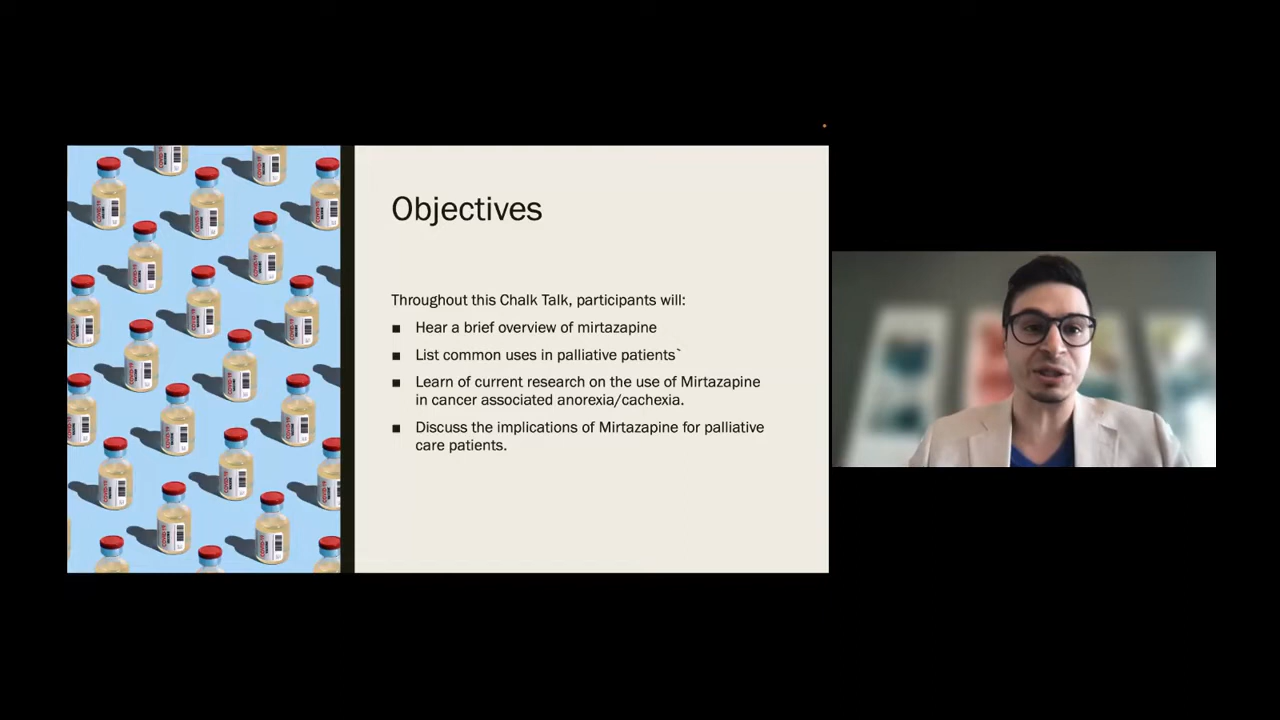 Objectives
Throughout this Chalk Talk, participants will:
■ Hear a brief overview of mirtazapine
■ List common uses in palliative patients`
■ Learn of current research on the use of Mirtazapine
in cancer associated anorexia/cachexia.
■ Discuss the implications of Mirtazapine for palliative
care patients.
COVID-19